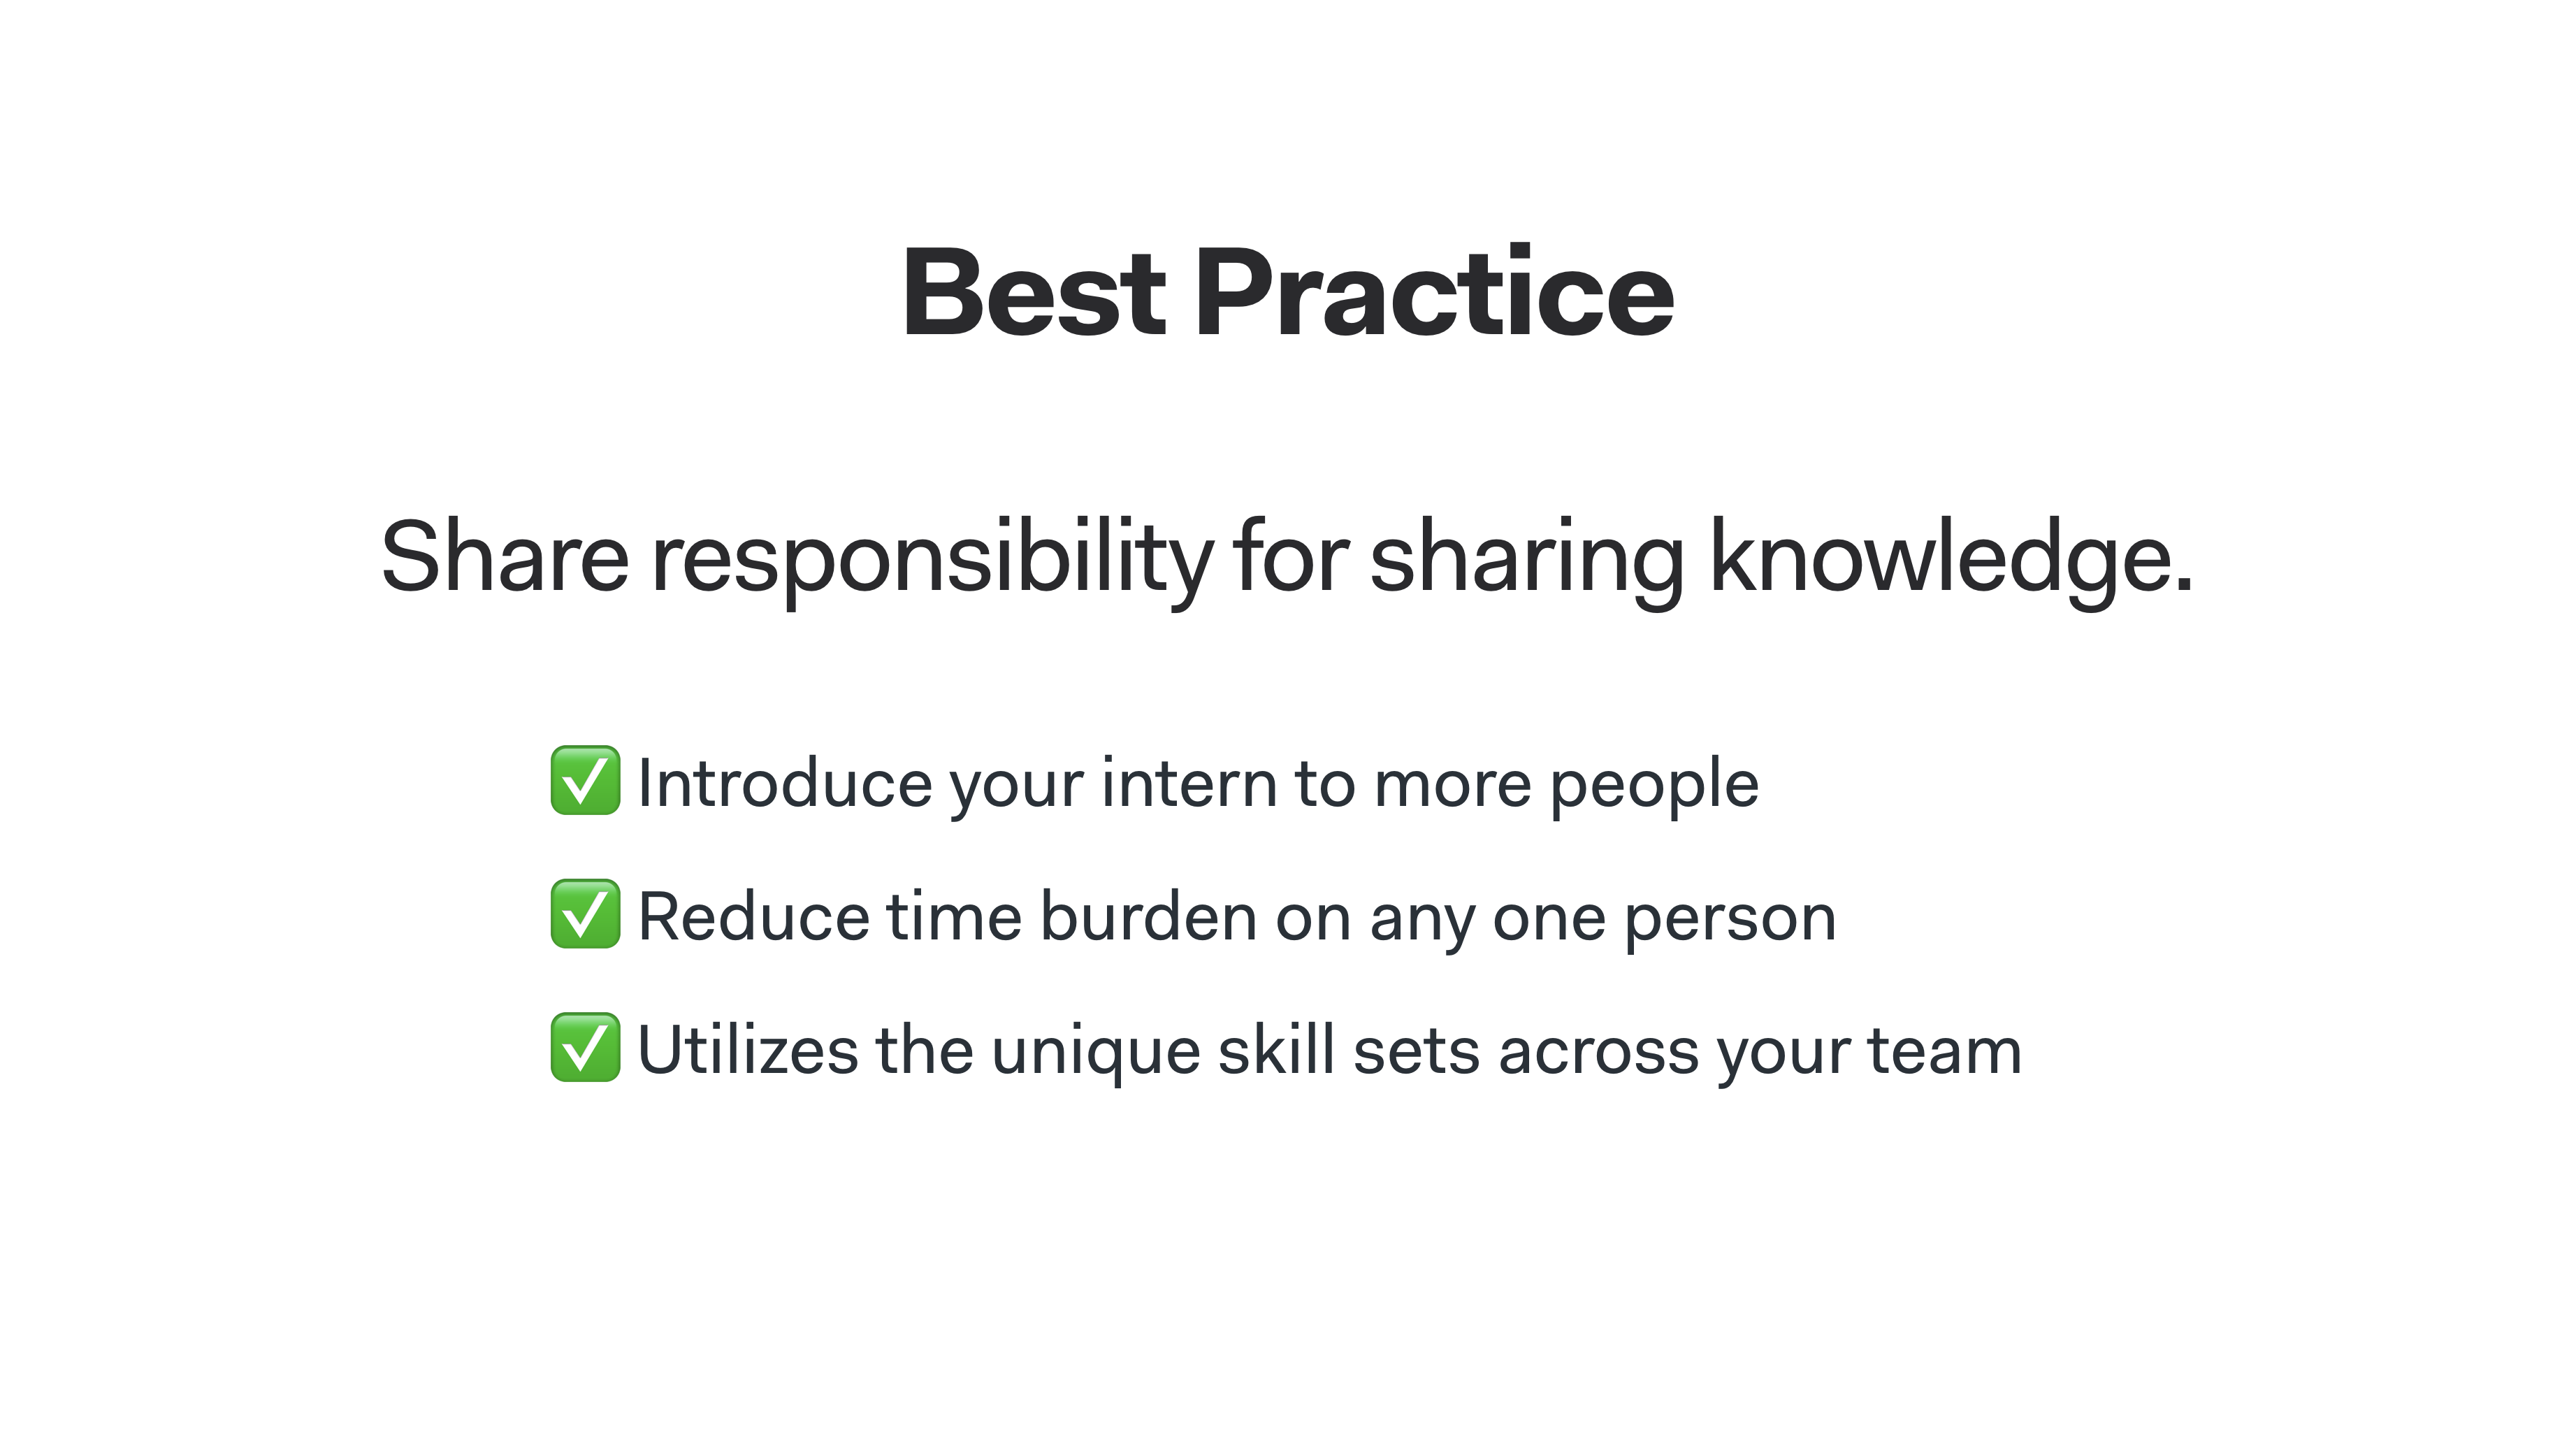 Best Practice
Share responsibility for sharing knowledge.
✅ Introduce your intern to more people
✅ Reduce time burden on any one person
✅ Utilizes the unique skill sets across your team